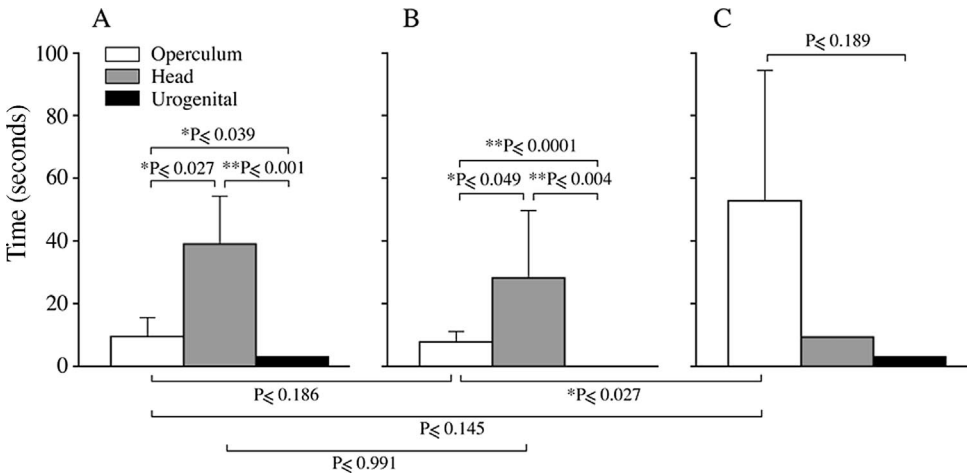 A
B
C
Time (seconds)
100
80
60
40
20
0
Operculum
Head
Urogenital
*P⩽ 0.039
*P⩽ 0.027
**P⩽ 0.001
**P⩽ 0.0001
*P⩽ 0.049
**P⩽ 0.004
P⩽ 0.189
P⩽ 0.186
*P⩽ 0.027
P⩽ 0.145
P⩽ 0.991